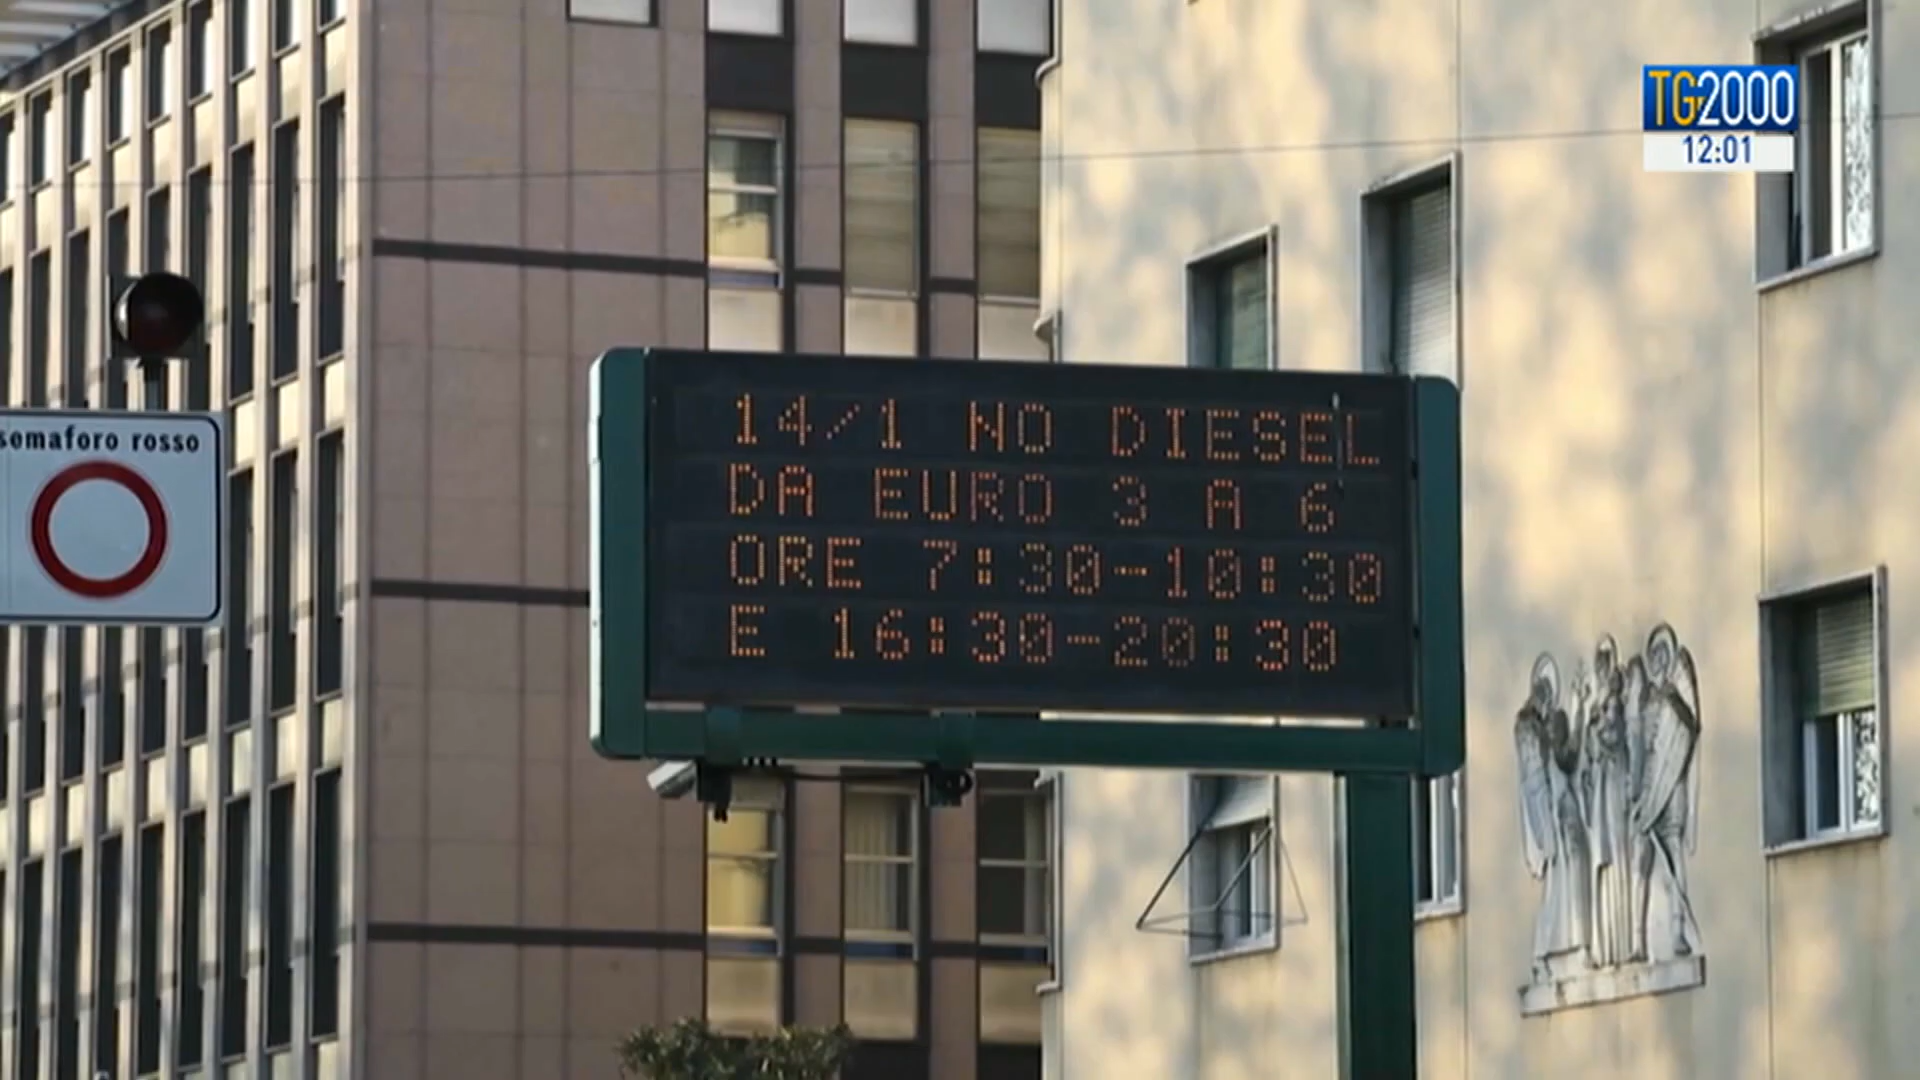 TG2000
12:01
semaforo rosso
14/1 NO DIESEL
DA EURO 3 A 6
ORE 7:30-10:30
E 16:30-20:30